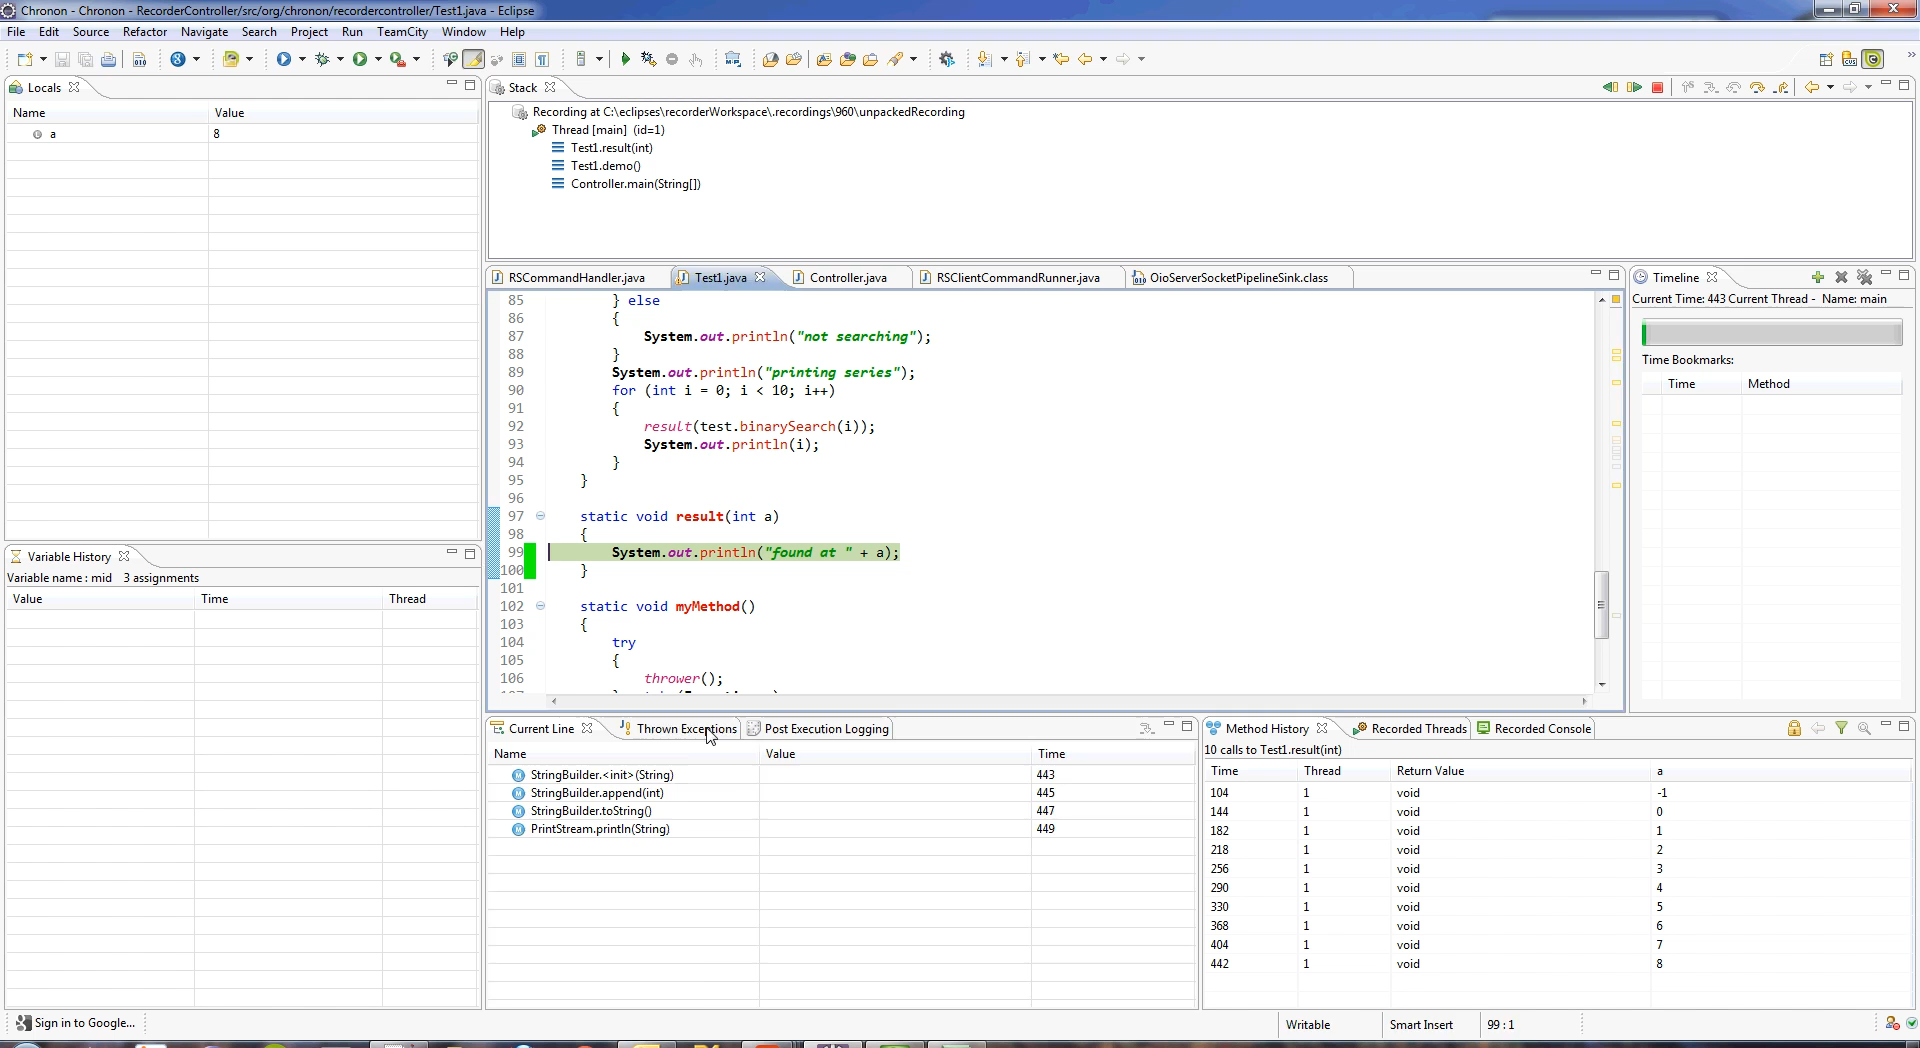 Chronon - Chronon - RecorderController/src/org/chronon/recordercontroller/Test1.java - Eclipse
File Edit Source Refactor Navigate Search Project Run TeamCity Window Help
Locals
Name Value
a 8
Stack
Recording at C:\eclipses\recorderWorkspace\.recordings\960\unpackedRecording
Thread [main] (id=1)
Test1.result(int)
Test1.demo()
Controller.main(String[])
RSCommandHandler.java Test1.java Controller.java RSClientCommandRunner.java OioServerSocketPipelineSink.class
85 } else
86 {
87 System.out.println("not searching");
88 }
89 System.out.println("printing series");
90 for (int i = 0; i < 10; i++)
91 {
92 result(test.binarySearch(i));
93 System.out.println(i);
94 }
95 }
96
97 static void result(int a)
98 {
99 System.out.println("found at " + a);
100 }
101
102 static void myMethod()
103 {
104 try
105 {
106 thrower();
Timeline
Current Time: 443 Current Thread - Name: main
Time Bookmarks:
Time Method
Variable History
Variable name : mid 3 assignments
Value Time Thread
Current Line Thrown Exceptions Post Execution Logging
Name Value Time
StringBuilder.<init>(String) 443
StringBuilder.append(int) 445
StringBuilder.toString() 447
PrintStream.println(String) 449
Method History Recorded Threads Recorded Console
10 calls to Test1.result(int)
Time Thread Return Value a
104 1 void -1
144 1 void 0
182 1 void 1
218 1 void 2
256 1 void 3
290 1 void 4
330 1 void 5
368 1 void 6
404 1 void 7
442 1 void 8
Sign in to Google...
Writable Smart Insert 99 : 1